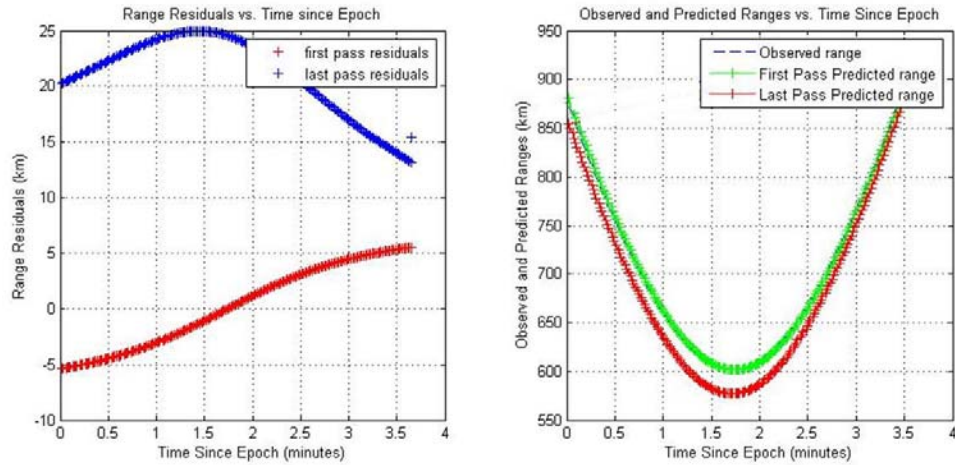 Range Residuals vs. Time since Epoch
25
20
15
10
5
0
-5
-10
Range Residuals (km)
first pass residuals
last pass residuals
0 0.5 1 1.5 2 2.5 3 3.5 4
Time Since Epoch (minutes)
Observed and Predicted Ranges vs. Time Since Epoch
950
900
850
800
750
700
650
600
550
Observed and Predicted Ranges (km)
Observed range
First Pass Predicted range
Last Pass Predicted range
0 0.5 1 1.5 2 2.5 3 3.5 4
Time Since Epoch (minutes)